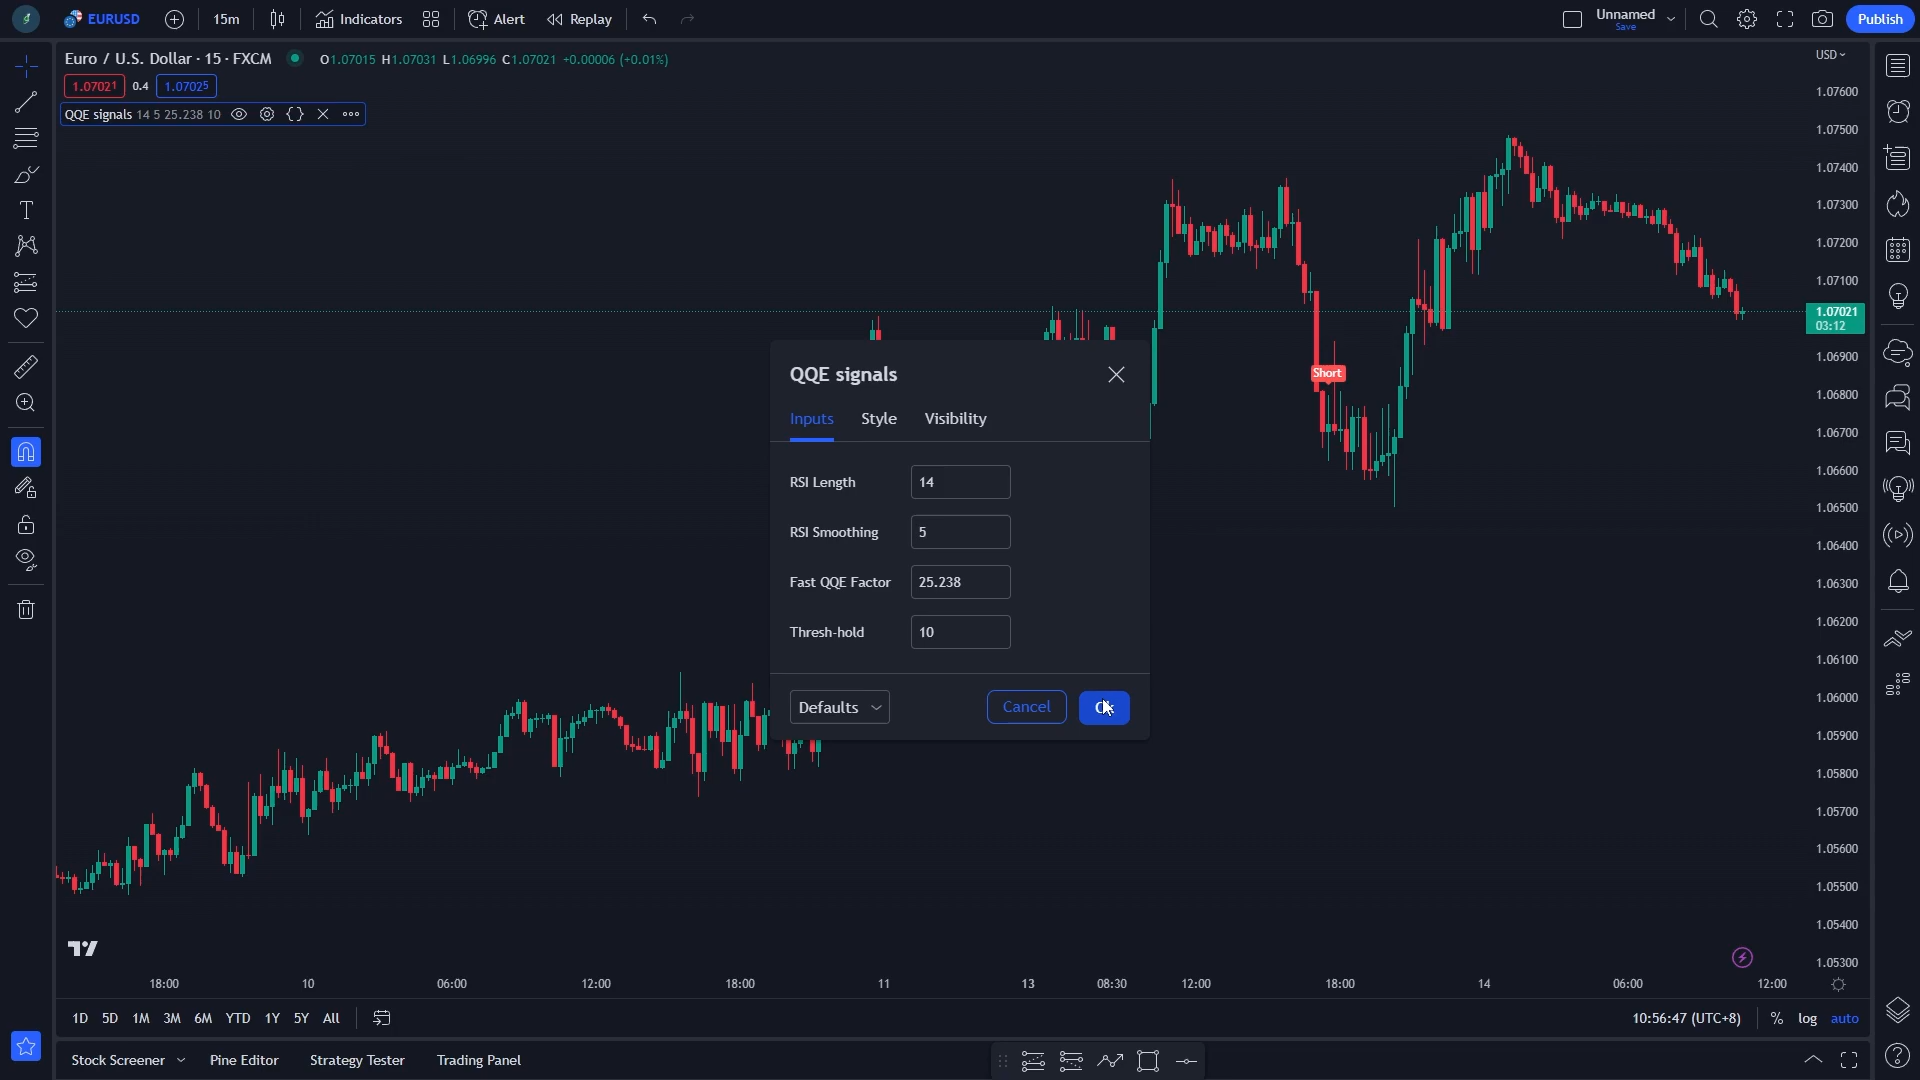 EURUSD
15m
Indicators
Alert
Replay
Unnamed
Save
Publish
Euro / U.S. Dollar · 15 · FXCM
O1.07015 H1.07031 L1.06996 C1.07021 +0.00006 (+0.01%)
USD
1.07021 0.4 1.07025
QQE signals 14 5 25.238 10
1.07600
1.07500
1.07400
1.07300
1.07200
1.07100
1.07021
03:12
1.06900
1.06800
1.06700
1.06600
1.06500
1.06400
1.06300
1.06200
1.06100
1.06000
1.05900
1.05800
1.05700
1.05600
1.05500
1.05400
1.05300
Short
QQE signals
Inputs Style Visibility
RSI Length 14
RSI Smoothing 5
Fast QQE Factor 25.238
Thresh-hold 10
Defaults
Cancel
18:00 10 06:00 12:00 18:00 11 13 08:30 12:00 18:00 14 06:00 12:00
1D 5D 1M 3M 6M YTD 1Y 5Y All
10:56:47 (UTC+8) % log auto
Stock Screener Pine Editor Strategy Tester Trading Panel